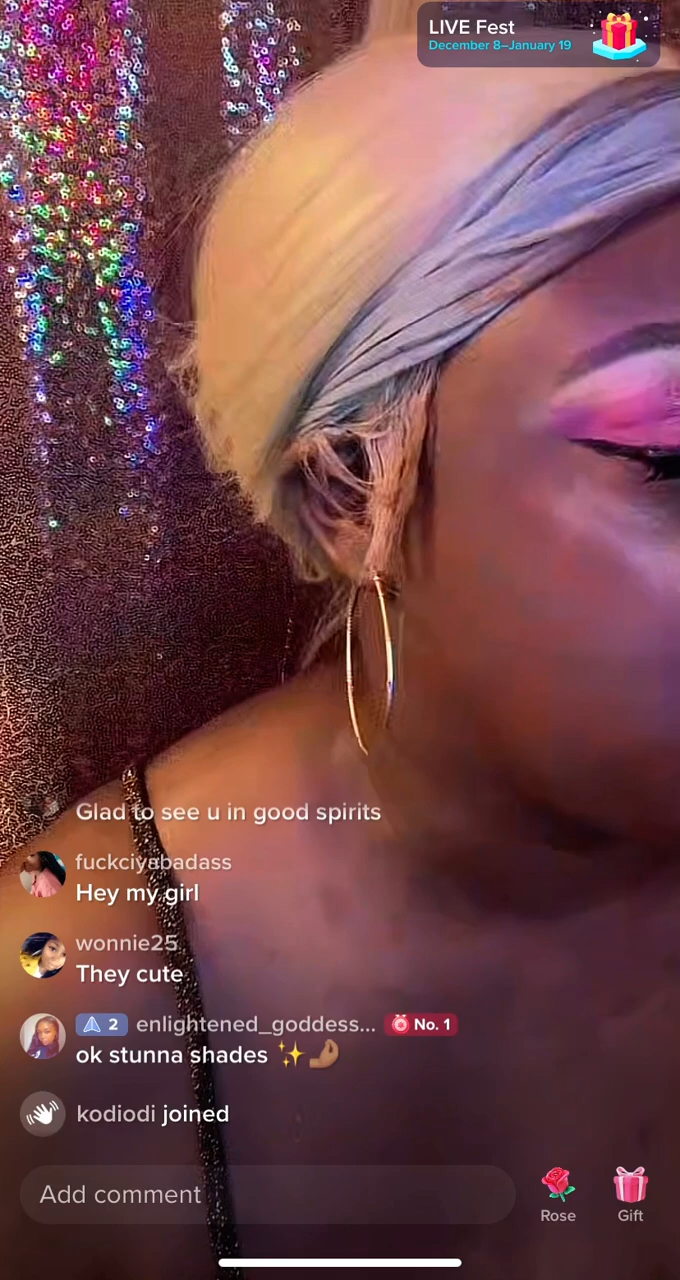 LIVE Fest
December 8–January 19
Glad to see u in good spirits
fuckciyabadass
Hey my girl
wonnie25
They cute
2 enlightened_goddess... No. 1
ok stunna shades ✨🤌🏽
kodiodi joined
Add comment
Rose Gift